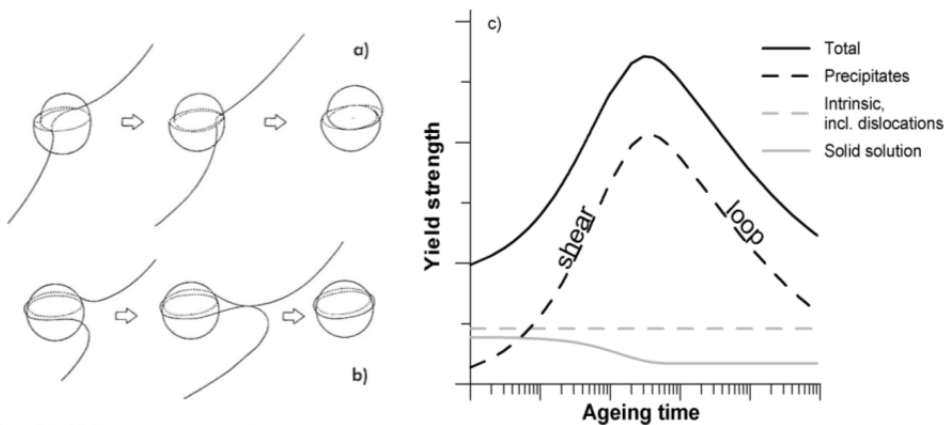 a)
b)
c)
Total
Precipitates
Intrinsic,
incl. dislocations
Solid solution
shear
loop
Yield strength
Ageing time